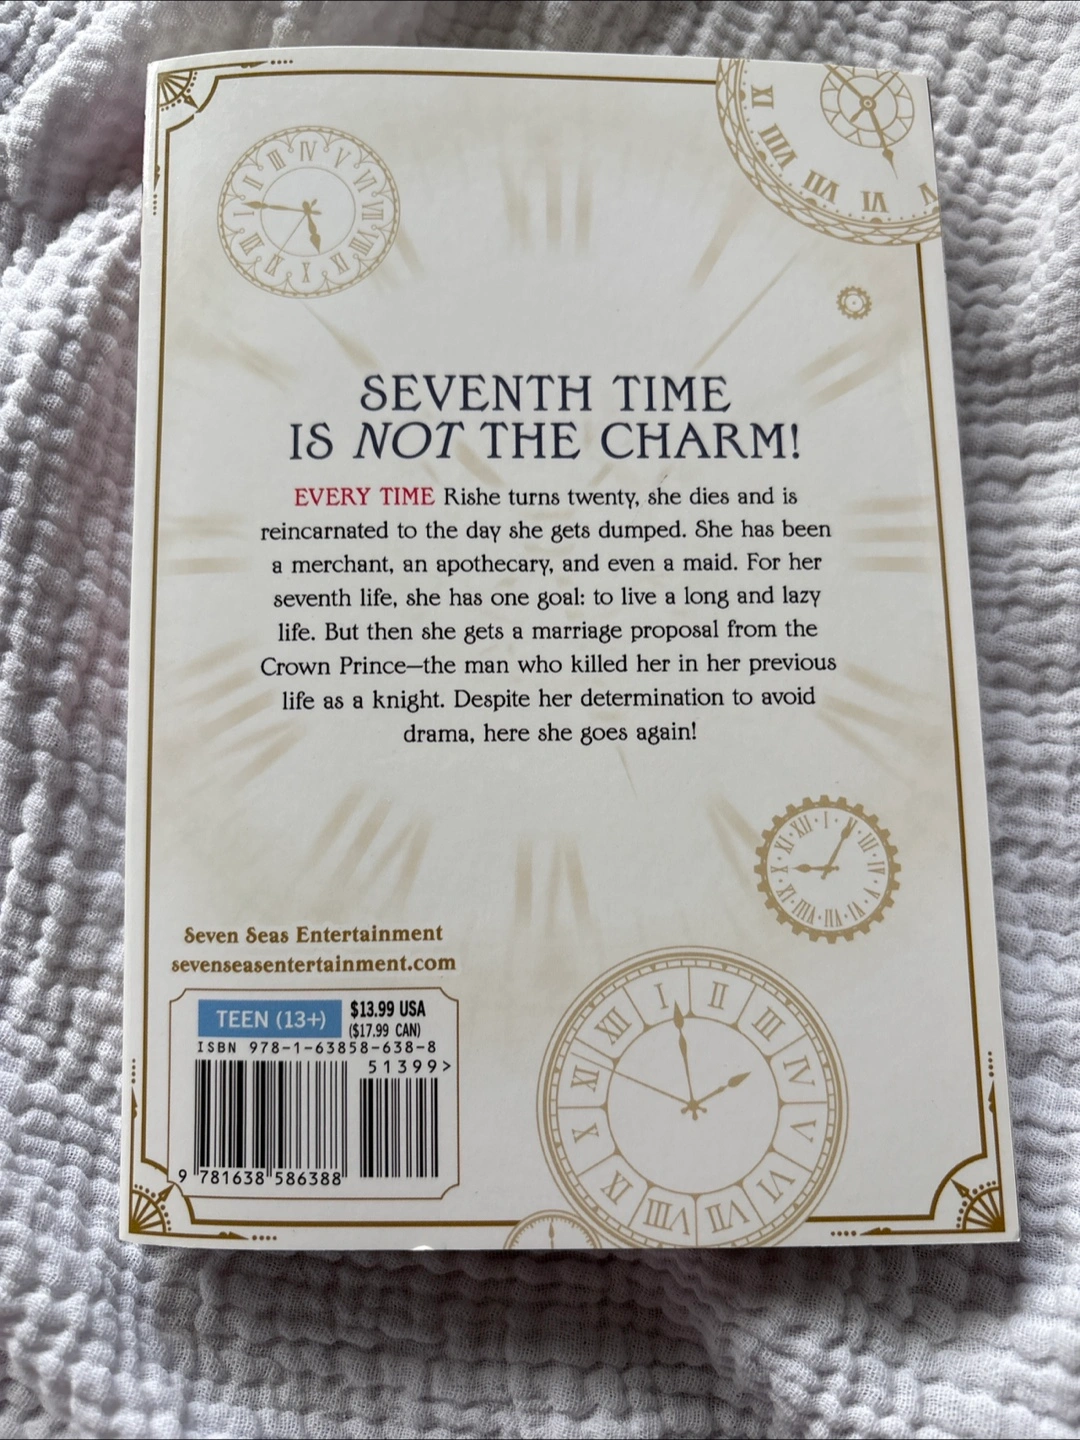 SEVENTH TIME
IS NOT THE CHARM!
EVERY TIME Rishe turns twenty, she dies and is
reincarnated to the day she gets dumped. She has been
a merchant, an apothecary, and even a maid. For her
seventh life, she has one goal: to live a long and lazy
life. But then she gets a marriage proposal from the
Crown Prince—the man who killed her in her previous
life as a knight. Despite her determination to avoid
drama, here she goes again!
Seven Seas Entertainment
sevenseasentertainment.com
TEEN (13+)
$13.99 USA
($17.99 CAN)
ISBN 978-1-63858-638-8
51399>
9 781638 586388